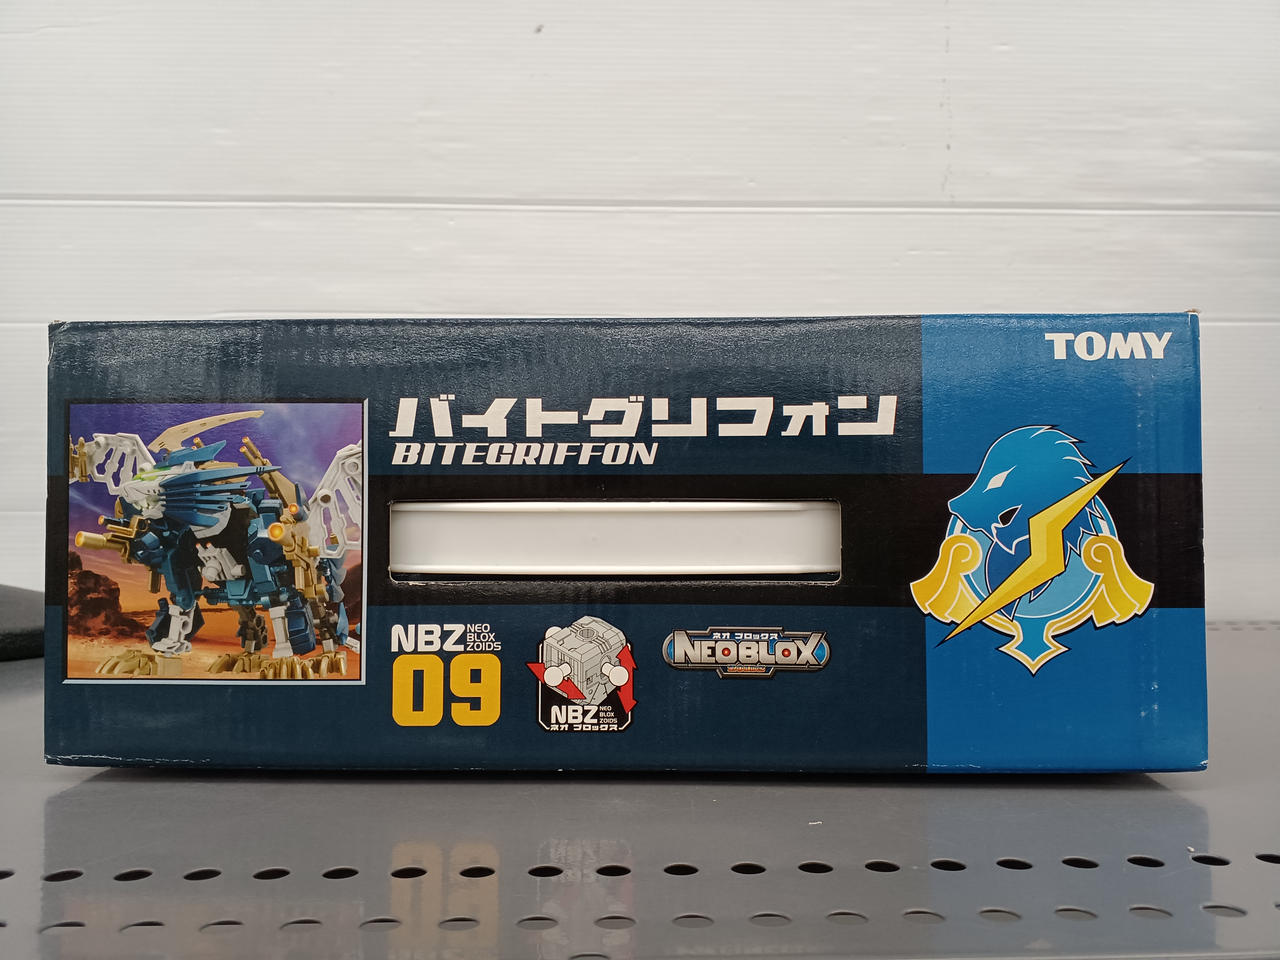 TOMY
バイトグリフォン
BITEGRIFFON
NBZ NEO BLOX ZOIDS
09
NBZ NEO BLOX ZOIDS
ネオ ブロックス
ネオ ブロックス
NEOBLOX